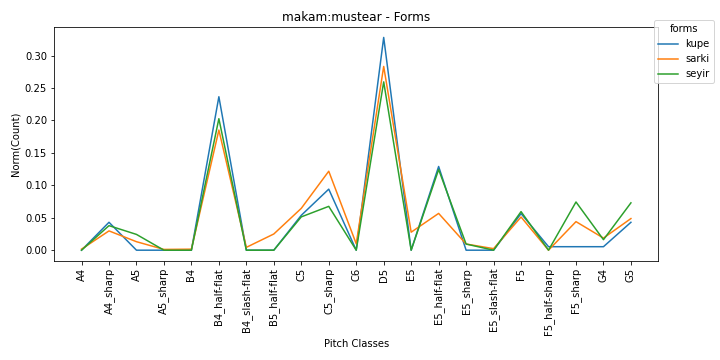 makam:mustear - Forms
forms
kupe
sarki
seyir
Norm(Count)
0.30
0.25
0.20
0.15
0.10
0.05
0.00
A4
A4_sharp
A5
A5_sharp
B4
B4_half-flat
B4_slash-flat
B5_half-flat
C5
C5_sharp
C6
D5
E5
E5_half-flat
E5_sharp
E5_slash-flat
F5
F5_half-sharp
F5_sharp
G4
G5
Pitch Classes